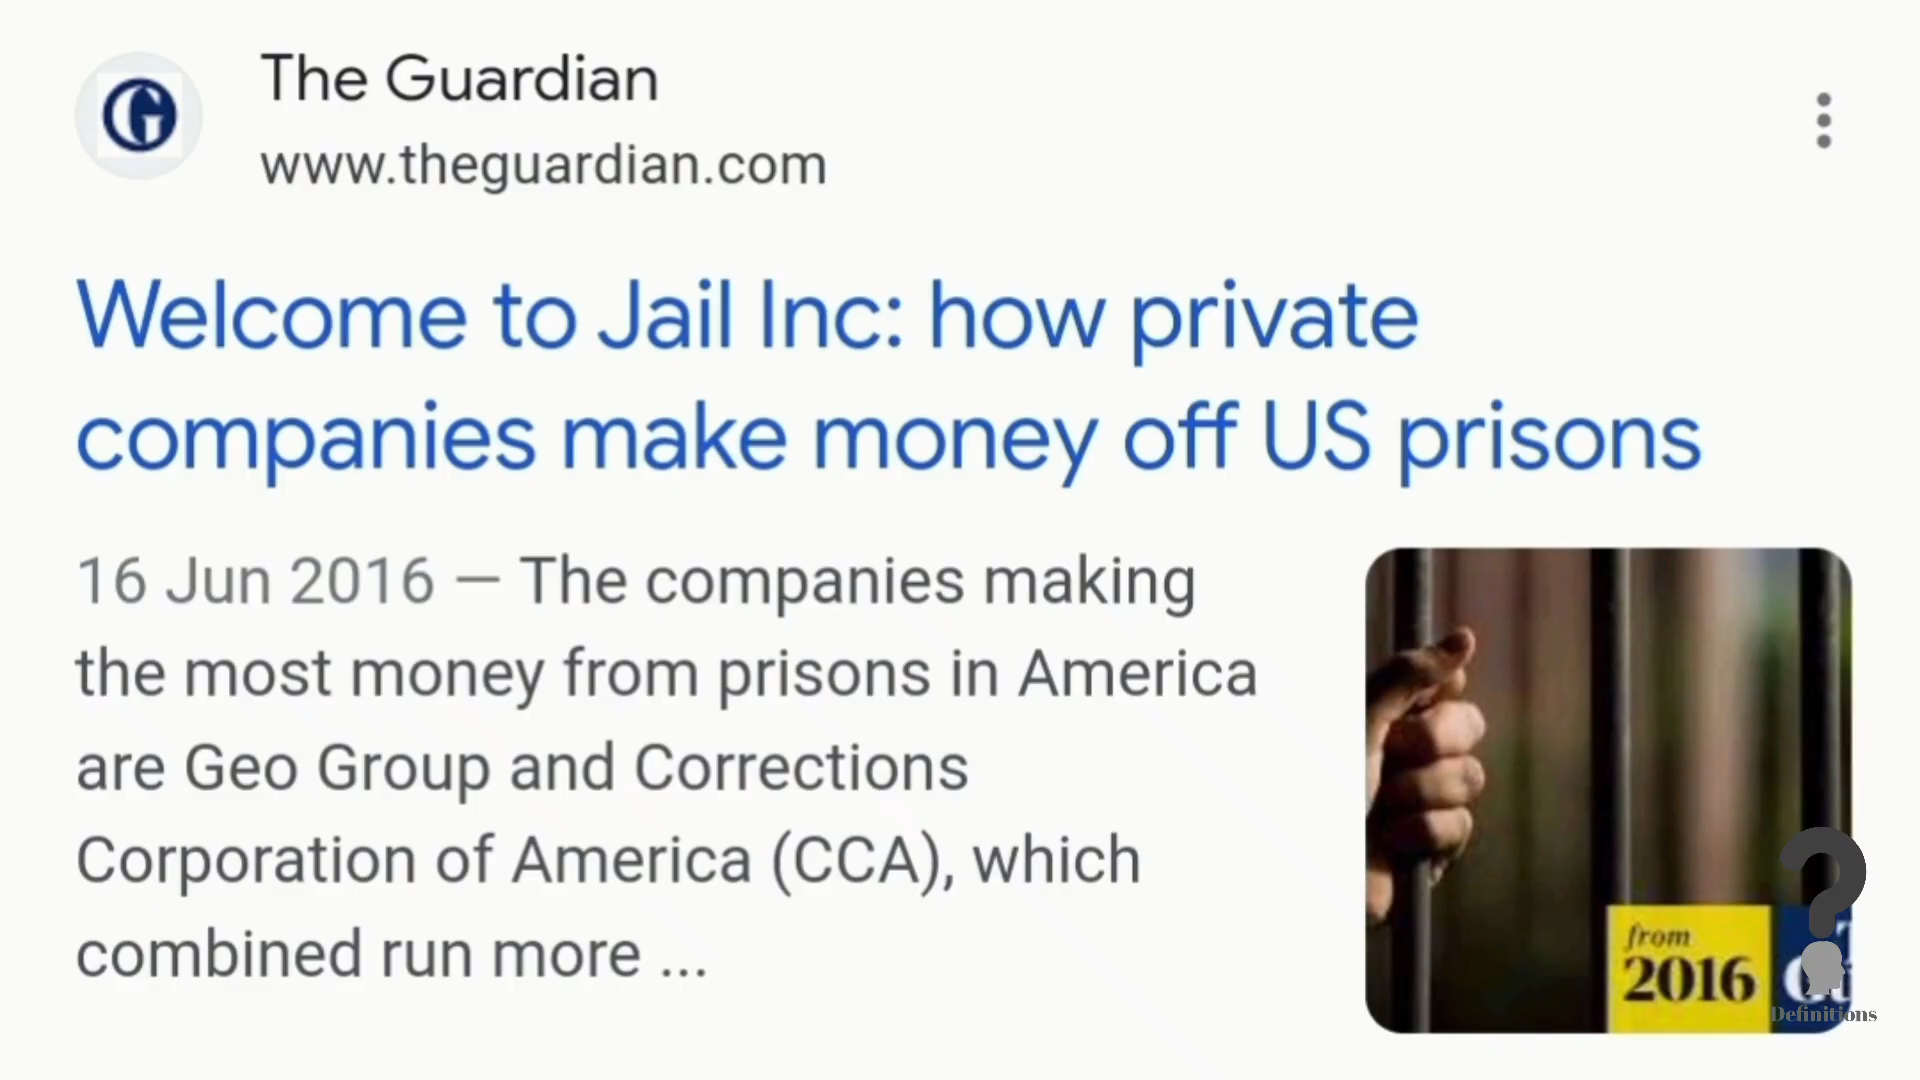 The Guardian
www.theguardian.com
Welcome to Jail Inc: how private
companies make money off US prisons
16 Jun 2016 — The companies making
the most money from prisons in America
are Geo Group and Corrections
Corporation of America (CCA), which
combined run more ...
from
2016
Definitions